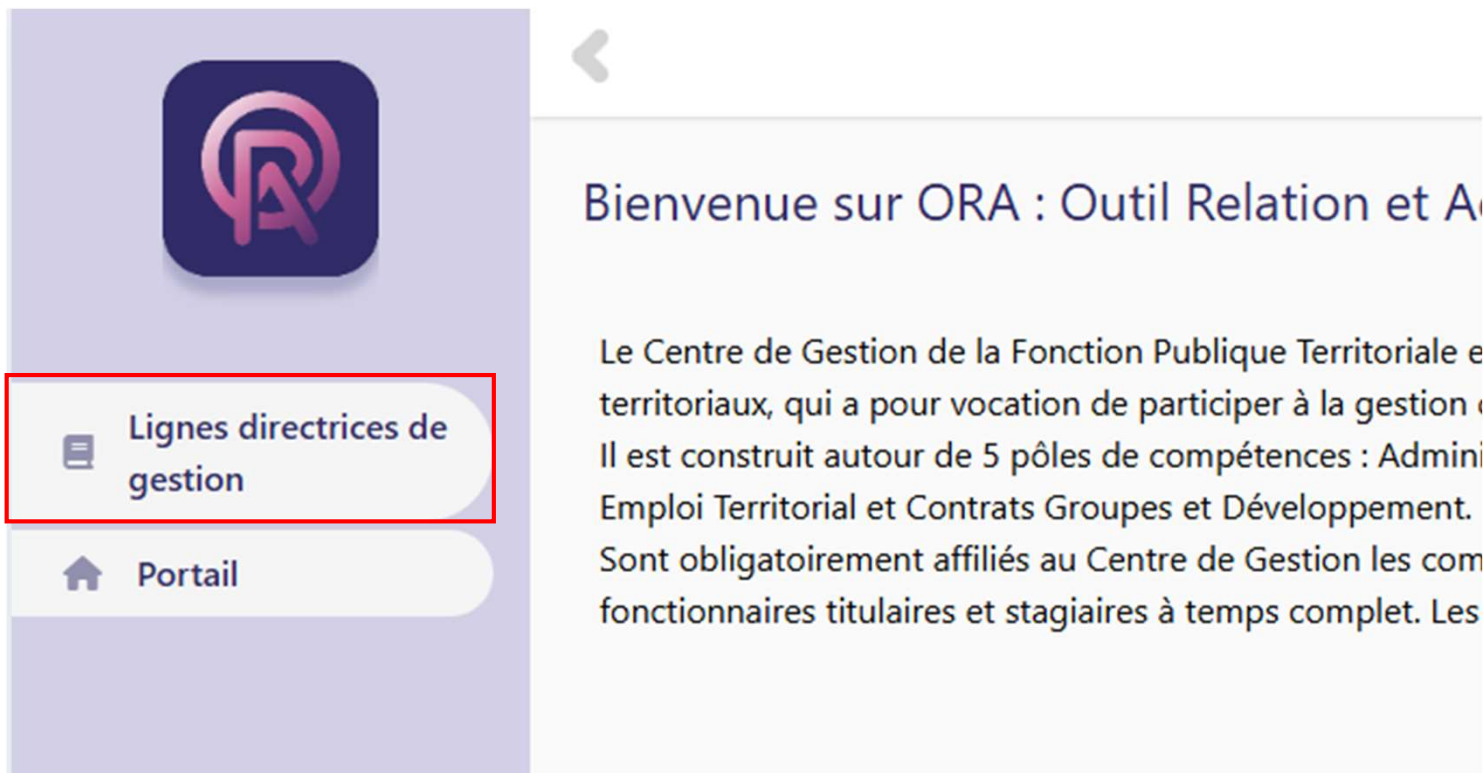 Bienvenue sur ORA : Outil Relation et
Le Centre de Gestion de la Fonction Publique Territoriale
territoriaux, qui a pour vocation de participer à la gestion
Il est construit autour de 5 pôles de compétences :
Emploi Territorial et Contrats Groupes et Développement.
Sont obligatoirement affiliés au Centre de Gestion les
fonctionnaires titulaires et stagiaires à temps complet. Les
Lignes directrices de
gestion
Portail